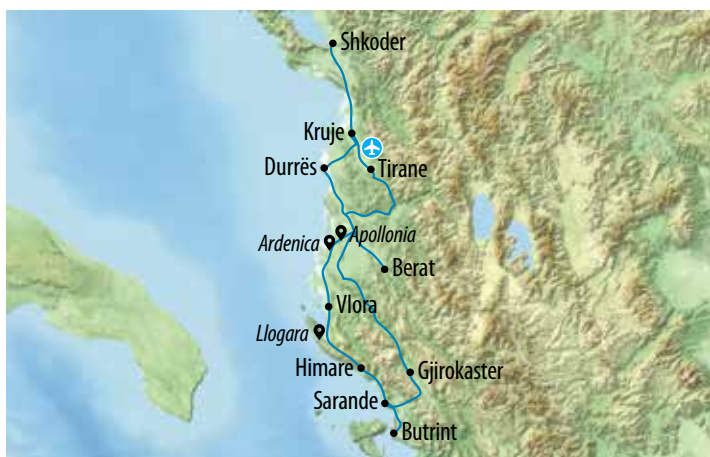 Shkoder
Kruje
Durrës
Tirane
Apollonia
Ardenica
Berat
Vlora
Llogara
Himare
Gjirokaster
Sarande
Butrint